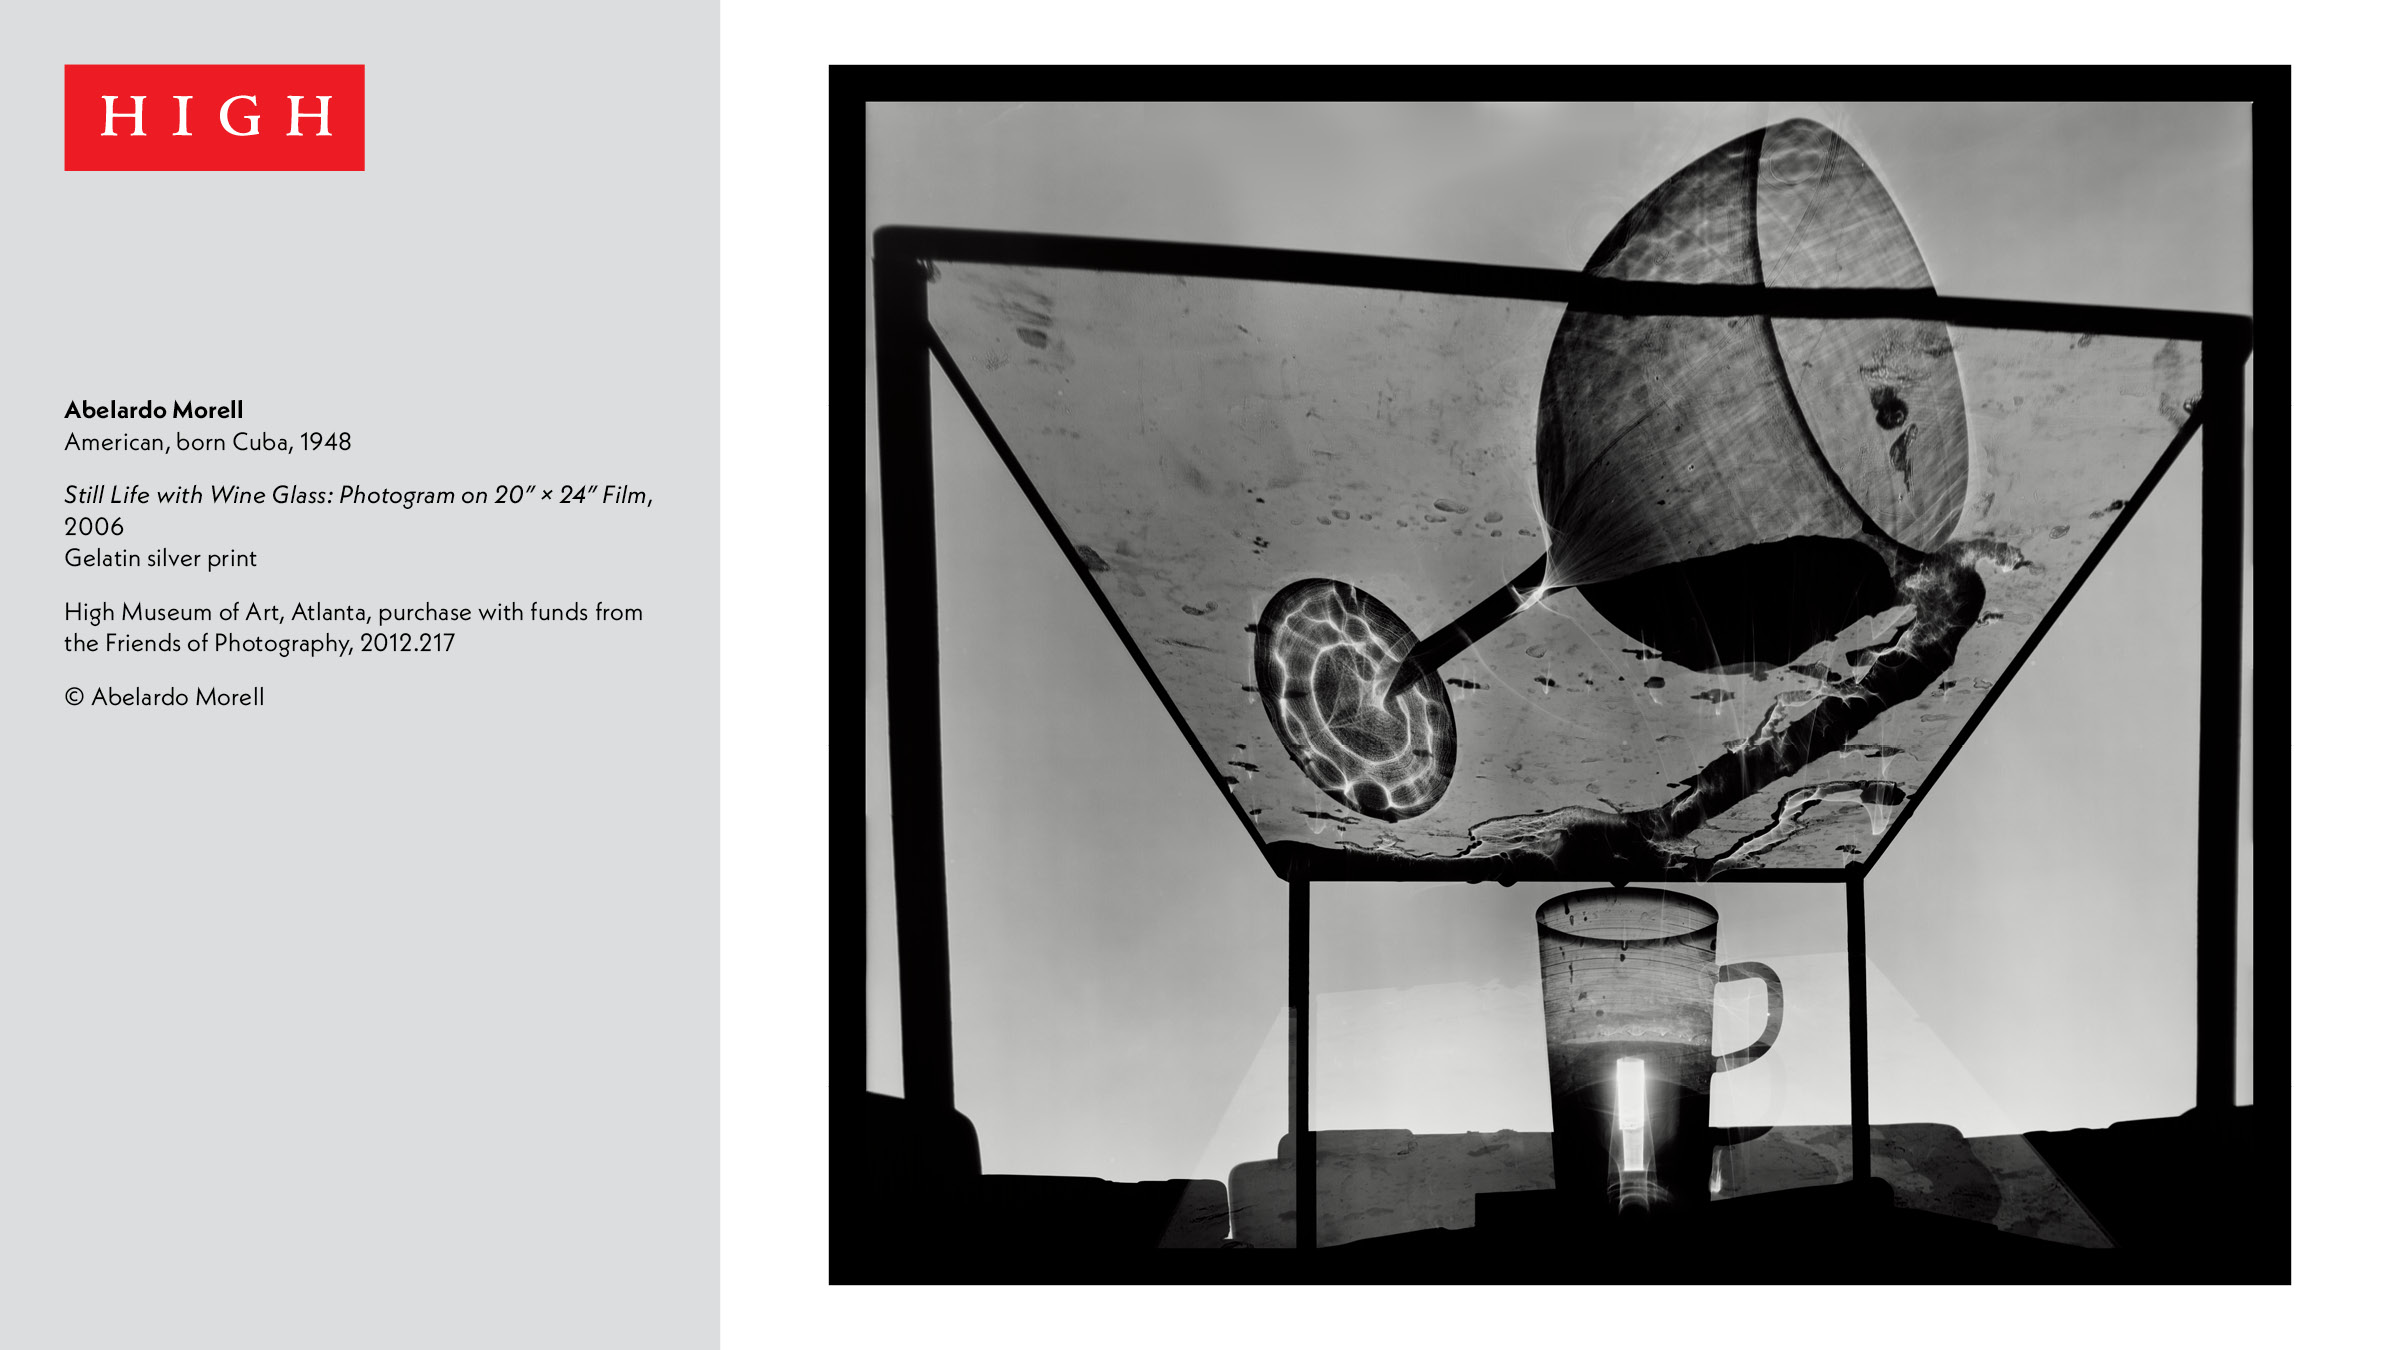 HIGH
Abelardo Morell
American, born Cuba, 1948
Still Life with Wine Glass: Photogram on 20″ × 24″ Film,
2006
Gelatin silver print
High Museum of Art, Atlanta, purchase with funds from
the Friends of Photography, 2012.217
© Abelardo Morell